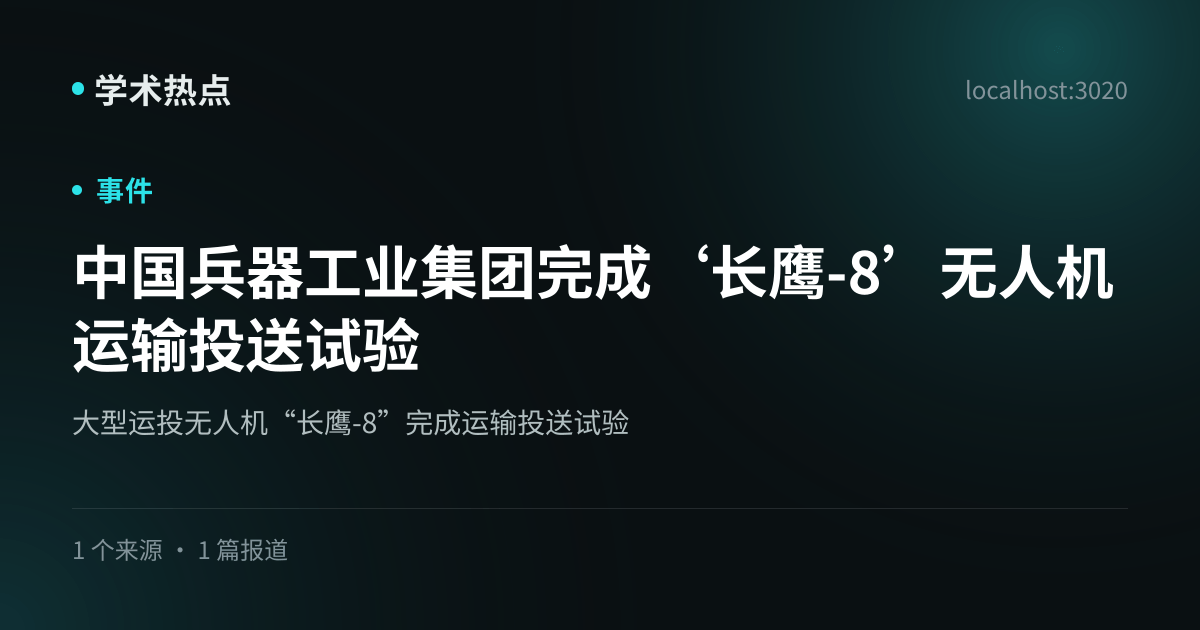 学术热点
localhost:3020
事件
中国兵器工业集团完成‘长鹰-8’无人机
运输投送试验
大型运投无人机“长鹰-8”完成运输投送试验
1 个来源 · 1 篇报道